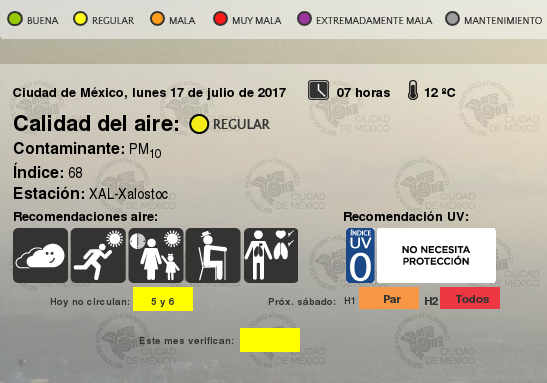 BUENA REGULAR MALA MUY MALA EXTREMADAMENTE MALA MANTENIMIENTO
Ciudad de México, lunes 17 de julio de 2017 07 horas 12 ºC
Calidad del aire: REGULAR
Contaminante: PM10
Índice: 68
Estación: XAL-Xalostoc
Recomendaciones aire: Recomendación UV:
ÍNDICE
UV
0
NO NECESITA
PROTECCIÓN
Hoy no circulan: 5 y 6 Próx. sábado: H1 Par H2 Todos
Este mes verifican:
CIUDAD
DE MÉXICO